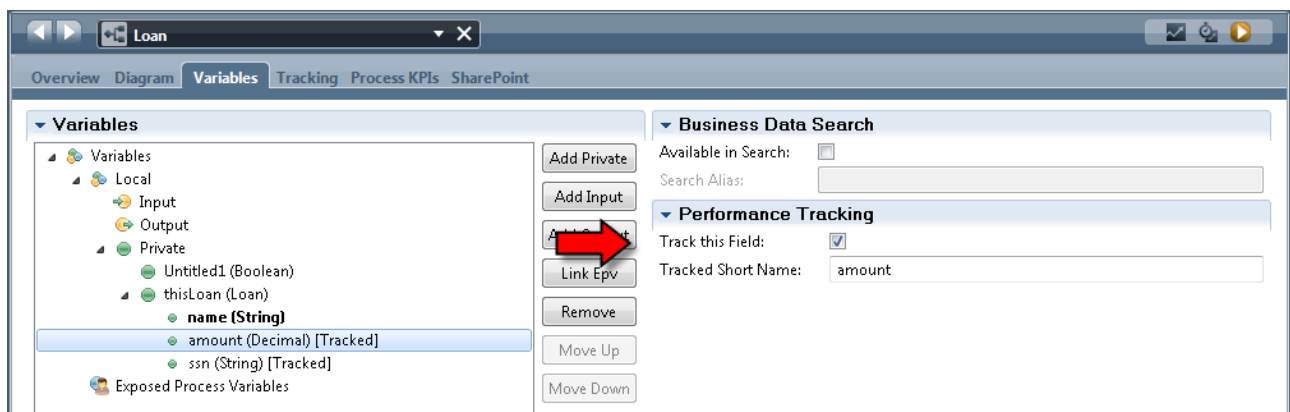 Loan
Overview Diagram Variables Tracking Process KPIs SharePoint
Variables
Variables
Local
Input
Output
Private
Untitled1 (Boolean)
thisLoan (Loan)
name (String)
amount (Decimal) [Tracked]
ssn (String) [Tracked]
Exposed Process Variables
Add Private
Add Input
Link Epv
Remove
Move Up
Move Down
Business Data Search
Available in Search:
Search Alias:
Performance Tracking
Track this Field:
Tracked Short Name: amount